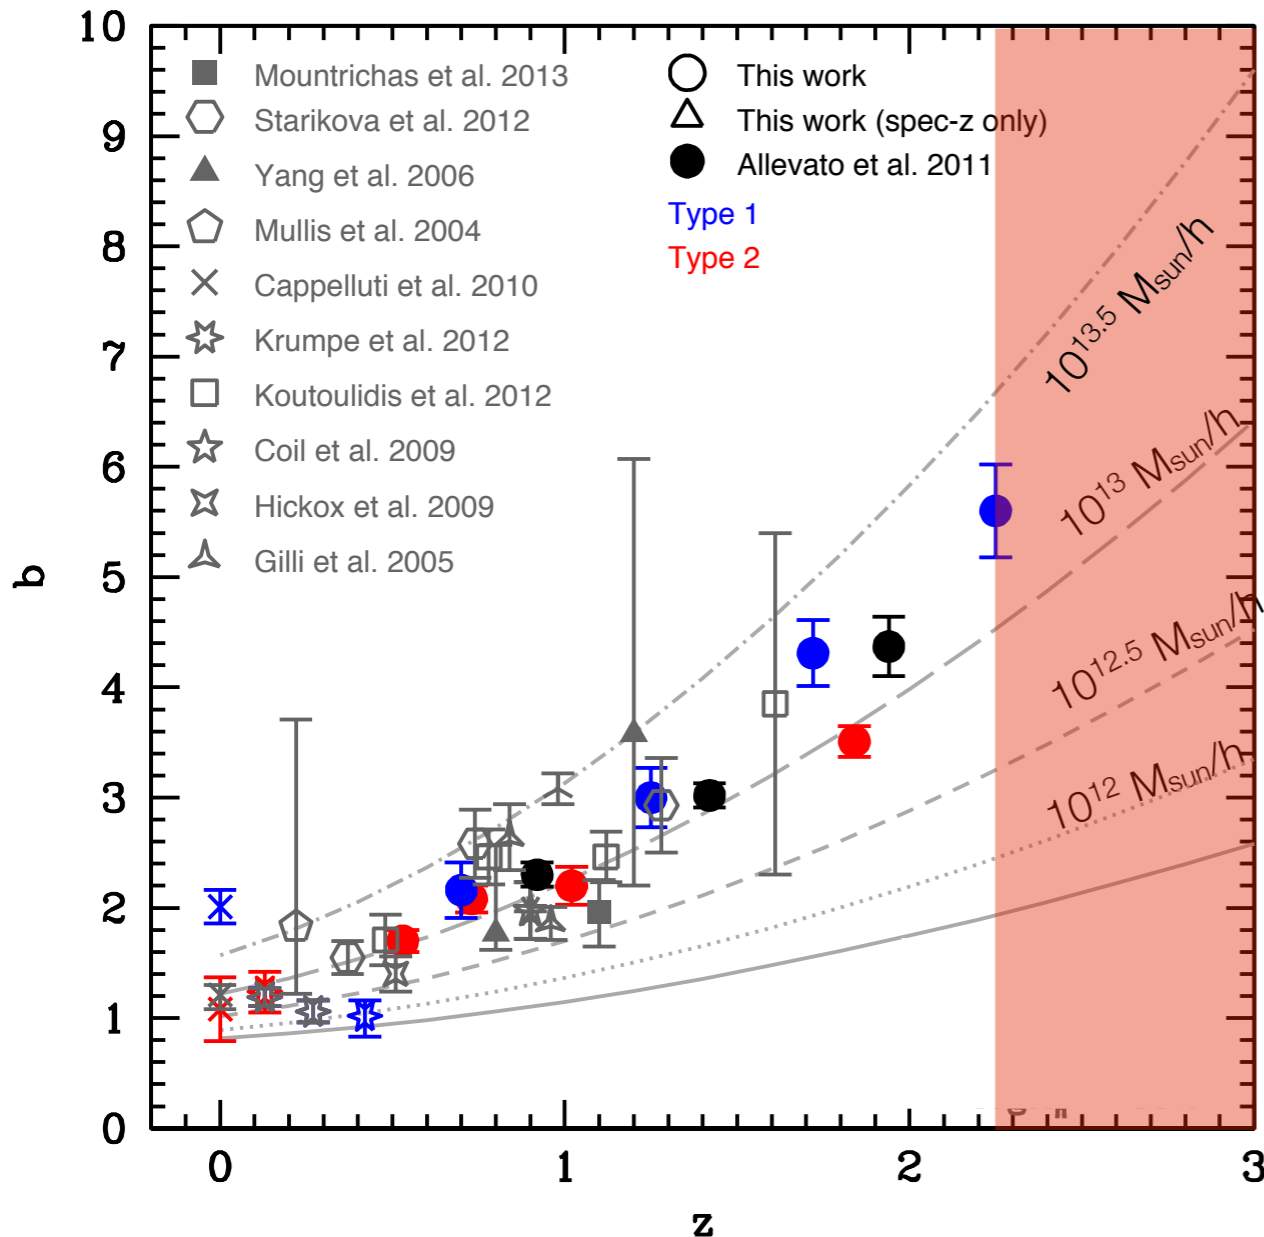 10
9
8
7
6
5
4
3
2
1
0
b
Mountrichas et al. 2013
Starikova et al. 2012
Yang et al. 2006
Mullis et al. 2004
Cappelluti et al. 2010
Krumpe et al. 2012
Koutoulidis et al. 2012
Coil et al. 2009
Hickox et al. 2009
Gilli et al. 2005
This work
This work (spec-z only)
Allevato et al. 2011
Type 1
Type 2
10^13.5 Msun/h
10^13 Msun/h
10^12.5 Msun/h
10^12 Msun/h
0 1 2 3
z